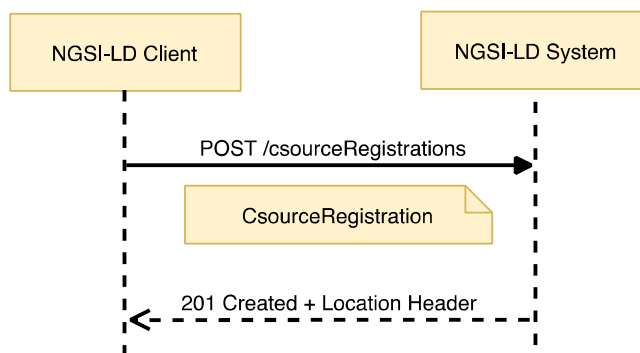 NGSI-LD Client
NGSI-LD System
POST /csourceRegistrations
CsourceRegistration
201 Created + Location Header